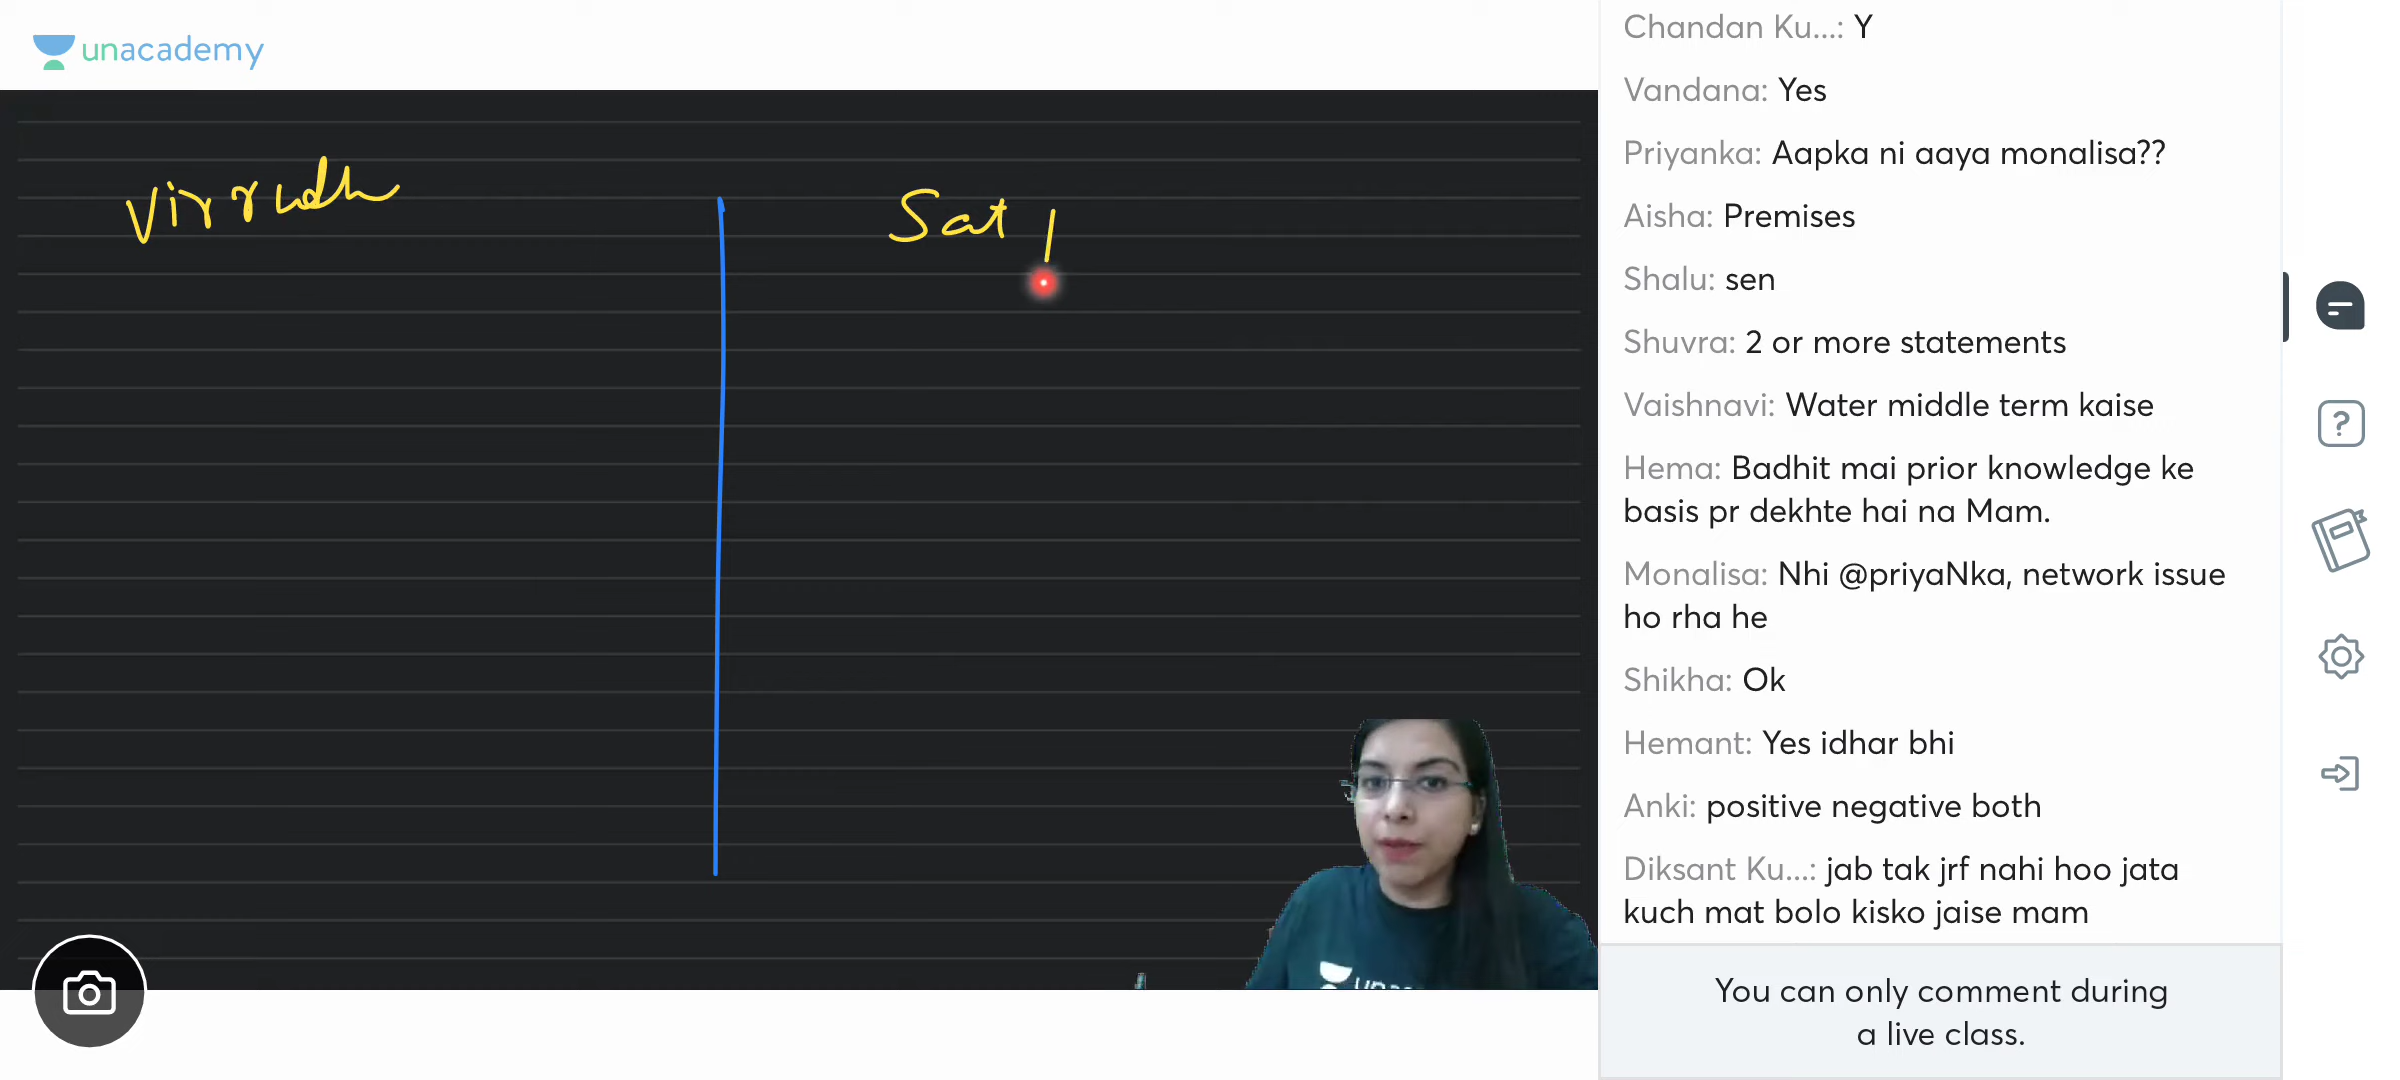 unacademy
Virrudh
Sat
Chandan Ku...: Y
Vandana: Yes
Priyanka: Aapka ni aaya monalisa??
Aisha: Premises
Shalu: sen
Shuvra: 2 or more statements
Vaishnavi: Water middle term kaise
Hema: Badhit mai prior knowledge ke
basis pr dekhte hai na Mam.
Monalisa: Nhi @priyaNka, network issue
ho rha he
Shikha: Ok
Hemant: Yes idhar bhi
Anki: positive negative both
Diksant Ku...: jab tak jrf nahi hoo jata
kuch mat bolo kisko jaise mam
You can only comment during
a live class.